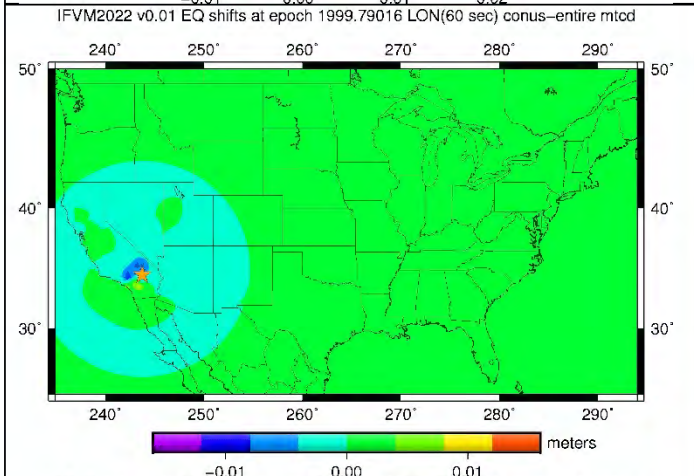 IFVM2022 v0.01 EQ shifts at epoch 1999.79016 LON(60 sec) conus−entire mtcd
240˚ 250˚ 260˚ 270˚ 280˚ 290˚
50˚ 50˚
40˚ 40˚
30˚ 30˚
240˚ 250˚ 260˚ 270˚ 280˚ 290˚
meters
−0.01 0.00 0.01